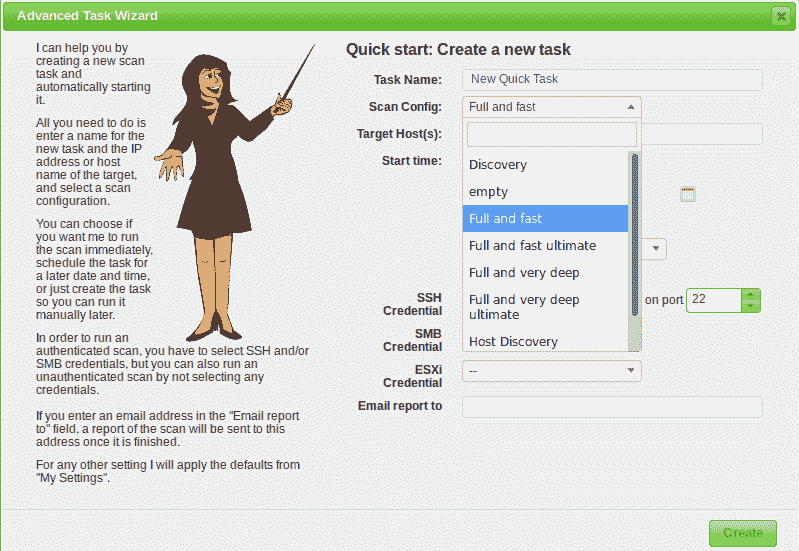 Advanced Task Wizard
I can help you by
creating a new scan
task and
automatically starting
it.
All you need to do is
enter a name for the
new task and the IP
address or host
name of the target,
and select a scan
configuration.
You can choose if
you want me to run
the scan immediately,
schedule the task for
a later date and time,
or just create the task
so you can run it
manually later.
In order to run an
authenticated scan, you have to select SSH and/or
SMB credentials, but you can also run an
unauthenticated scan by not selecting any
credentials.
If you enter an email address in the "Email report
to" field, a report of the scan will be sent to this
address once it is finished.
For any other setting I will apply the defaults from
"My Settings".
Quick start: Create a new task
Task Name: New Quick Task
Scan Config: Full and fast
Target Host(s):
Start time:
Discovery
empty
Full and fast
Full and fast ultimate
Full and very deep
Full and very deep
ultimate
Host Discovery
SSH
Credential
on port 22
SMB
Credential
ESXi
Credential
--
Email report to
Create